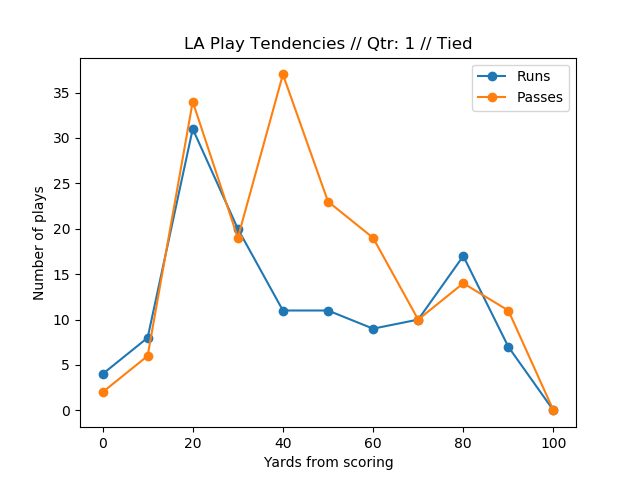 LA Play Tendencies // Qtr: 1 // Tied
Runs
Passes
35
30
25
20
15
10
5
0
Number of plays
0 20 40 60 80 100
Yards from scoring